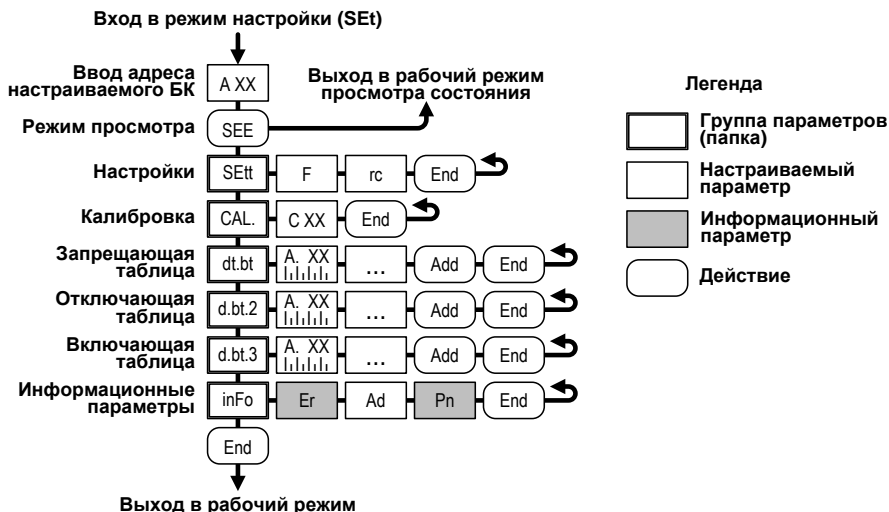 Вход в режим настройки (SEt)
Ввод адреса
настраиваемого БК
A XX
Выход в рабочий режим
просмотра состояния
Режим просмотра
SEE
Настройки
SEtt
F
rc
End
Калибровка
CAL.
C XX
End
Запрещающая
таблица
dt.bt
A. XX
...
Add
End
Отключающая
таблица
d.bt.2
A. XX
...
Add
End
Включающая
таблица
d.bt.3
A. XX
...
Add
End
Информационные
параметры
inFo
Er
Ad
Pn
End
End
Выход в рабочий режим
Легенда
Группа параметров
(папка)
Настраиваемый
параметр
Информационный
параметр
Действие